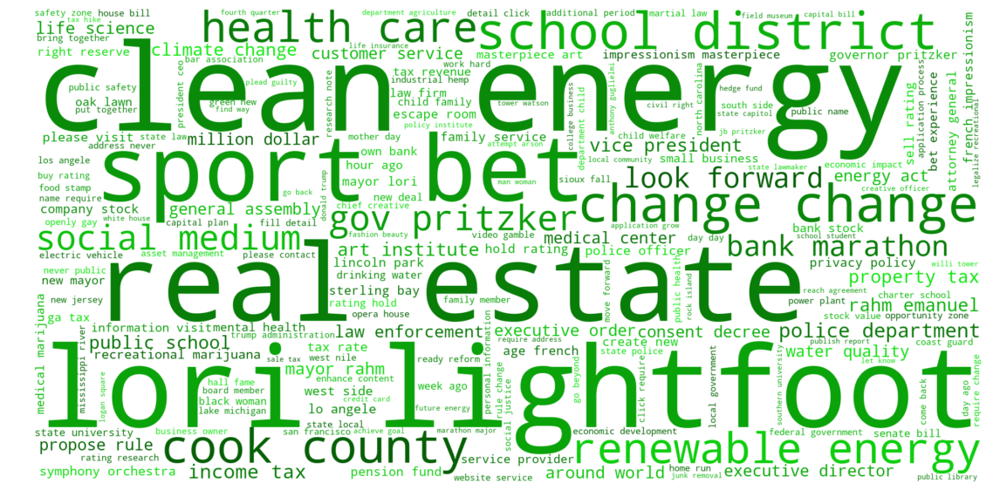 safety zone
house bill
tax hike
fourth quarter
department agriculture
detail click
additional period
martial law
field museum
capital bill
life science
health care
school district
bring together
life insurance
right reserve
climate change
customer service
masterpiece art
impressionism masterpiece
governor pritzker
bar association
work hard
president ceo
plead guilty
research note
tax revenue
industrial hemp
tower watson
anthony guglielmi
civil right
north carolina
hedge fund
south side
state capitol
public name
sell rating
application process
bet experience
attorney general
french impressionism
legalize recreational
clean energy
public safety
oak lawn
put together
green new
find way
law firm
child family
escape room
policy institute
college business
department child
jb pritzker
please visit
state law
million dollar
mother day
family service
child welfare
vice president
address never
attempt arson
local community
small business
state lawmaker
economic impact
energy act
los angele
own bank
hour ago
buy rating
food stamp
name require
sport bet
go back
donald trump
mayor lori
man woman
new deal
sioux fall
look forward
creative officer
company stock
general assembly
chief creative
gov pritzker
change change
openly gay
white house
capital plan
fill detail
fashion beauty
video gamble
application grow
medical center
day day
bank stock
school student
social medium
electric vehicle
asset management
please contact
art institute
hold rating
police officer
bank marathon
never public
lincoln park
drinking water
privacy policy
willi tower
new mayor
sterling bay
move forward
public health
rock island
property tax
reach agreement
new jersey
rating hold
family member
power plant
charter school
rahm emanuel
real estate
opera house
stock value
opportunity zone
ga tax
medical marijuana
mississippi river
information visit
mental health
trump administration
law enforcement
personal information
executive order
require address
consent decree
police department
coast guard
publish report
public school
recreational marijuana
logan square
sale tax
tax rate
west nile
ready reform
age french
create new
state police
water quality
let know
mayor rahm
enhance content
hall fame
board member
black woman
lake michigan
west side
week ago
credit card
lo angele
future energy
rule change
social justice
go beyond
click require
local government
southern university
come back
day ago
require change
lori lightfoot
state local
state university
business owner
san francisco
achieve goal
marathon major
economic development
federal government
senate bill
propose rule
cook county
renewable energy
rating research
service provider
symphony orchestra
income tax
pension fund
website service
around world
home run
junk removal
executive director
public library